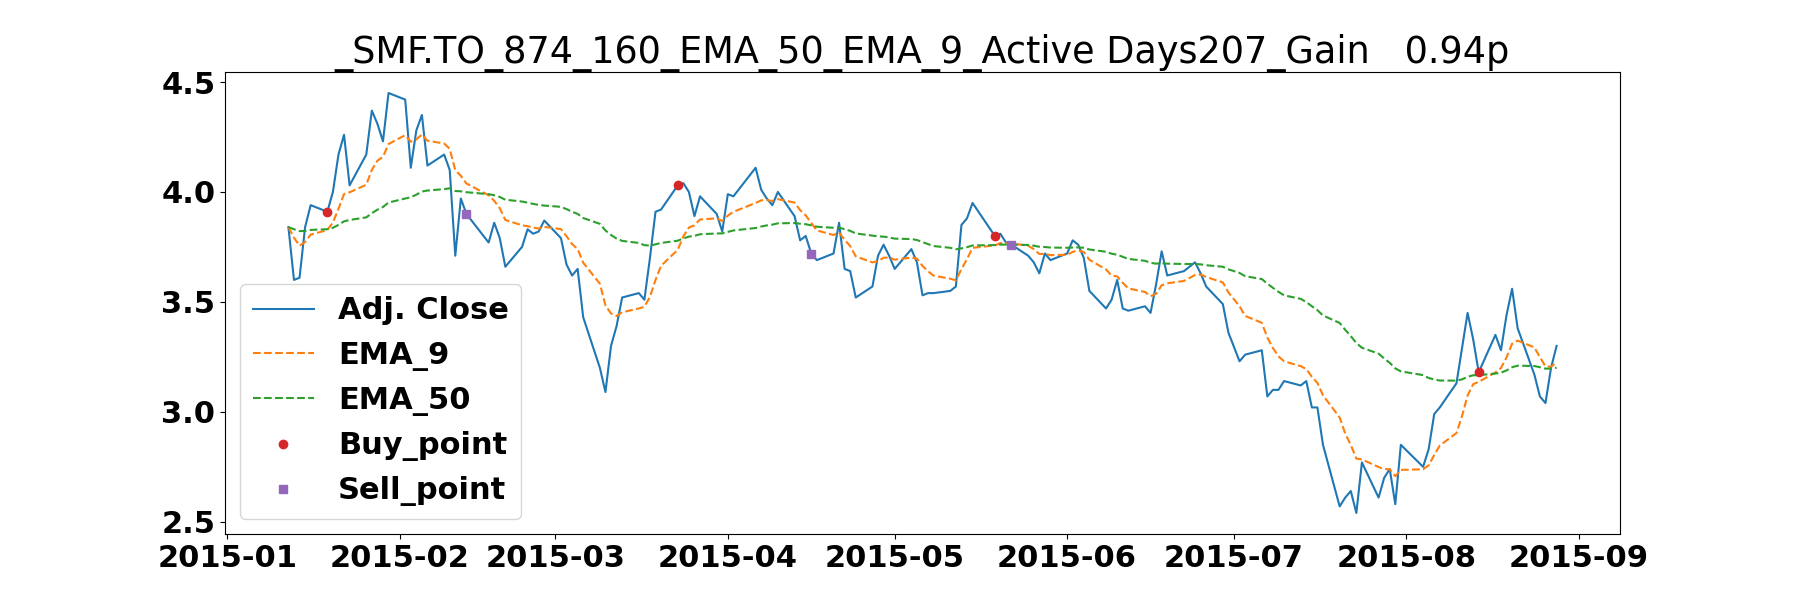 _SMF.TO_874_160_EMA_50_EMA_9_Active Days207_Gain   0.94p
4.5
4.0
3.5
3.0
2.5
Adj. Close
EMA_9
EMA_50
Buy_point
Sell_point
2015-01 2015-02 2015-03 2015-04 2015-05 2015-06 2015-07 2015-08 2015-09